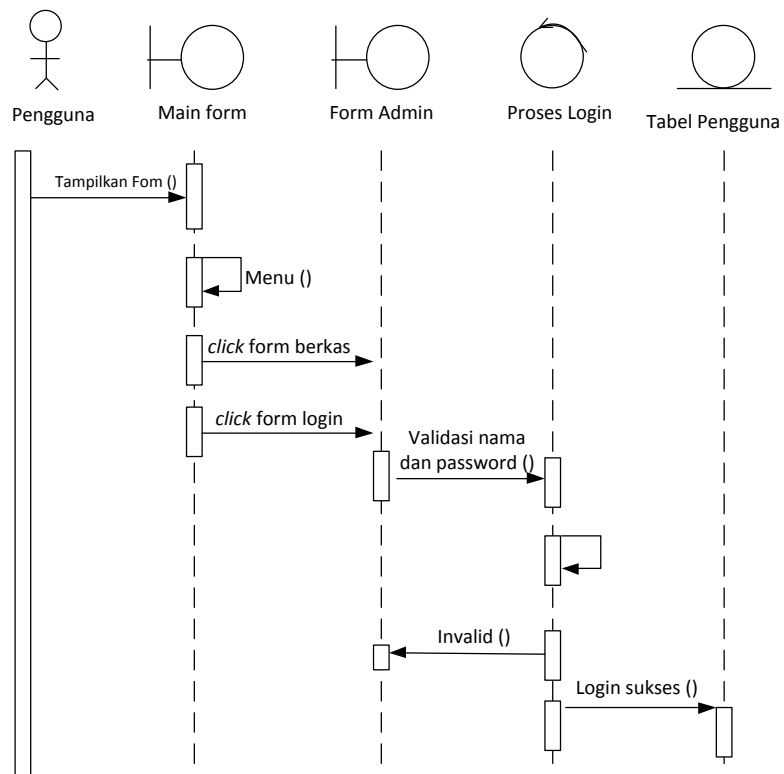 Pengguna
Main form
Form Admin
Proses Login
Tabel Pengguna
Tampilkan Fom ()
Menu ()
click form berkas
click form login
Validasi nama
dan password ()
Invalid ()
Login sukses ()